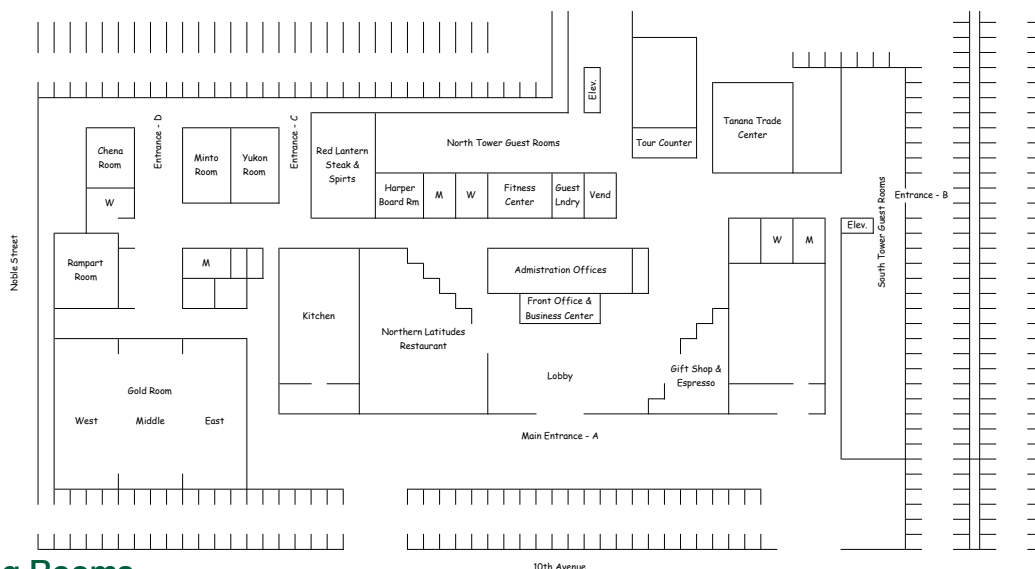 Elev.
Tanana Trade
Center
Entrance - D
Entrance - C
Chena
Room
Minto
Room
Yukon
Room
Red Lantern
Steak &
Spirts
North Tower Guest Rooms
Tour Counter
Harper
Board Rm
M
W
Fitness
Center
Guest
Lndry
Vend
W
South Tower Guest Rooms
Entrance - B
Elev.
Noble Street
Rampart
Room
M
W
M
Admistration Offices
Front Office &
Business Center
Kitchen
Northern Latitudes
Restaurant
Lobby
Gift Shop &
Espresso
Gold Room
West
Middle
East
Main Entrance - A
10th Avenue
Rooms